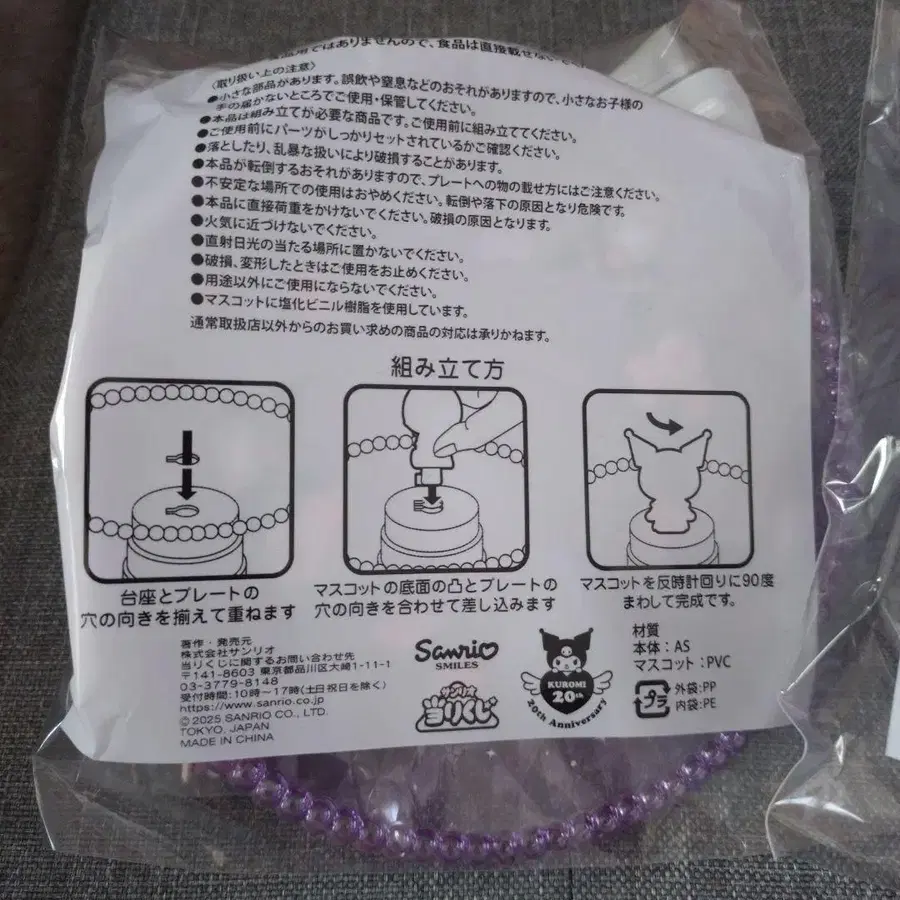 用ではありませんので、食品は直接載せない
〈取り扱い上の注意〉
●小さな部品があります。誤飲や窒息などのおそれがありますので、小さなお子様の
手の届かないところでご使用・保管してください。
●本品は組み立てが必要な商品です。ご使用前に組み立ててください。
●ご使用前にパーツがしっかりセットされているかご確認ください。
●落としたり、乱暴な扱いにより破損することがあります。
●本品が転倒するおそれがありますので、プレートへの物の載せ方にはご注意ください。
●不安定な場所での使用はおやめください。転倒や落下の原因となり危険です。
●本品に直接荷重をかけないでください。破損の原因となります。
●火気に近づけないでください。
●直射日光の当たる場所に置かないでください。
●破損、変形したときはご使用をお止めください。
●用途以外にご使用にならないでください。
●マスコットに塩化ビニル樹脂を使用しています。
通常取扱店以外からのお買い求めの商品の対応は承りかねます。
組み立て方
台座とプレートの
穴の向きを揃えて重ねます
マスコットの底面の凸とプレートの
穴の向きを合わせて差し込みます
マスコットを反時計回りに90度
まわして完成です。
著作・発売元
株式会社サンリオ
当りくじに関するお問い合わせ先
〒141-8603 東京都品川区大崎1-11-1
03-3779-8148
受付時間:10時～17時(土日祝日を除く)
https://www.sanrio.co.jp
© 2025 SANRIO CO., LTD.
TOKYO, JAPAN
MADE IN CHINA
Sanrio
SMILES
サンリオ
当りくじ
KUROMI
20th
20th Anniversary
材質
本体:AS
マスコット:PVC
プラ
外袋:PP
内袋:PE